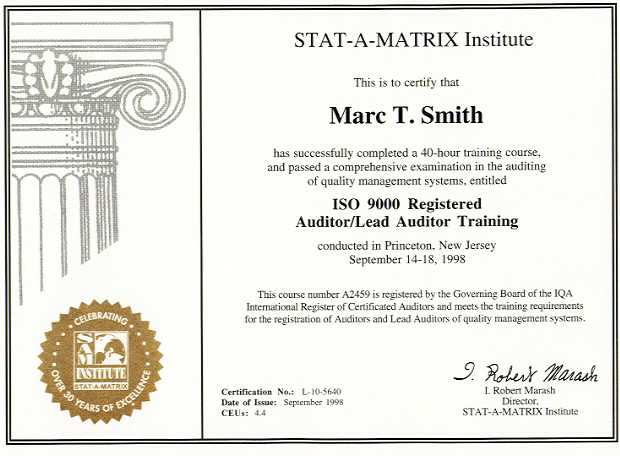 STAT-A-MATRIX Institute
This is to certify that
Marc T. Smith
has successfully completed a 40-hour training course,
and passed a comprehensive examination in the auditing
of quality management systems, entitled
ISO 9000 Registered
Auditor/Lead Auditor Training
conducted in Princeton, New Jersey
September 14-18, 1998
This course number A2459 is registered by the Governing Board of the IQA
International Register of Certificated Auditors and meets the training requirements
for the registration of Auditors and Lead Auditors of quality management systems.
CELEBRATING
INSTITUTE
STAT-A-MATRIX
OVER 30 YEARS OF EXCELLENCE
Certification No.: L-10-5640
Date of Issue: September 1998
CEUs: 4.4
I. Robert Marash
I. Robert Marash
Director,
STAT-A-MATRIX Institute